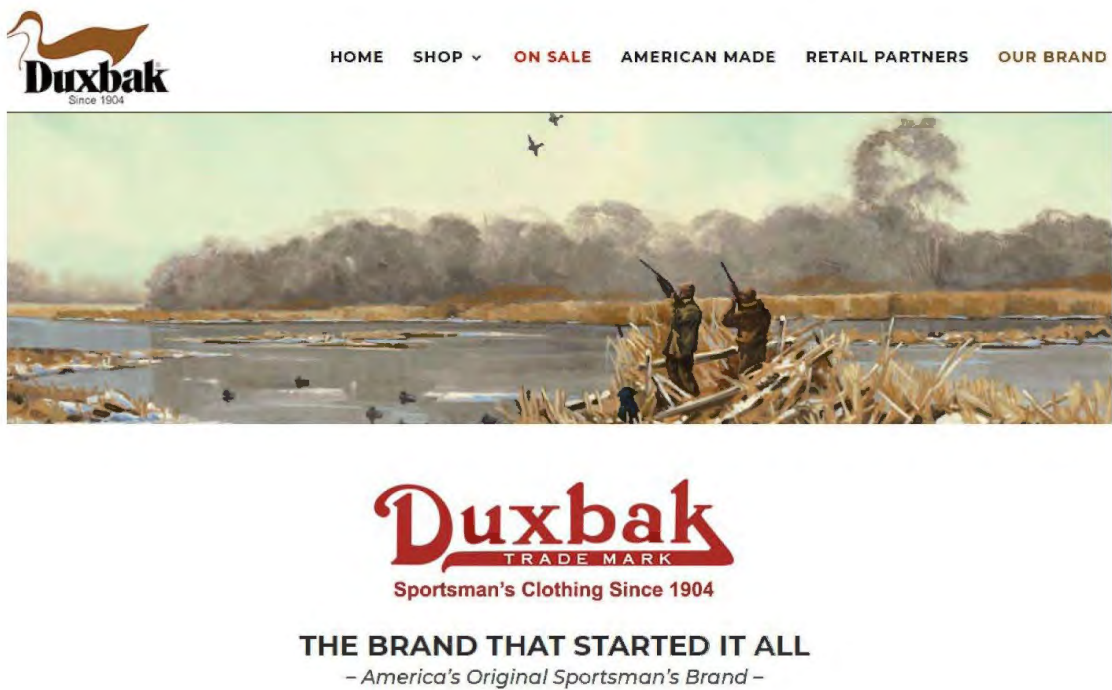 Duxbak
Since 1904
HOME SHOP ON SALE AMERICAN MADE RETAIL PARTNERS OUR BRAND
Duxbak
TRADE MARK
Sportsman's Clothing Since 1904
THE BRAND THAT STARTED IT ALL
– America's Original Sportsman's Brand –